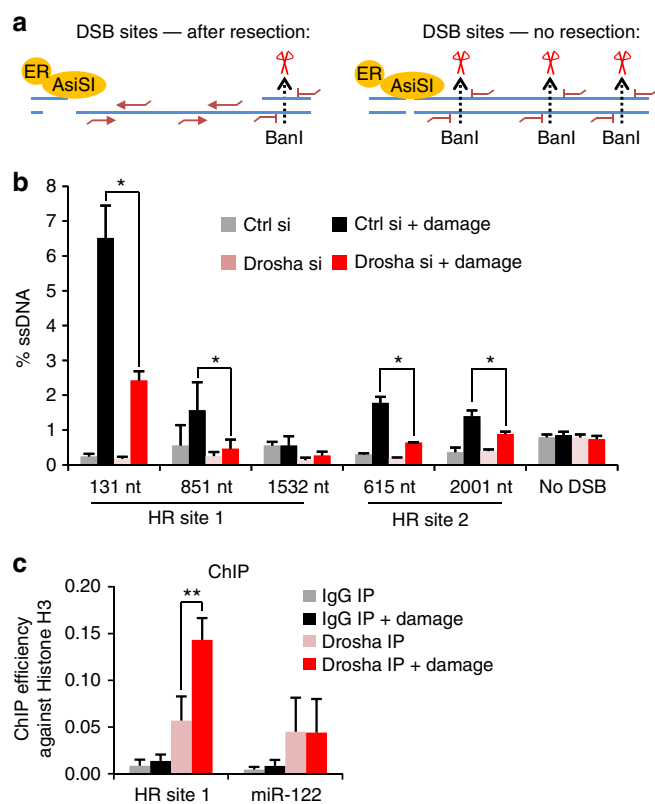 a
DSB sites — after resection:
DSB sites — no resection:
ER
AsiSI
BanI
ER
AsiSI
BanI
BanI
BanI
b
% ssDNA
8
7
6
5
4
3
2
1
0
*
*
*
*
Ctrl si
Ctrl si + damage
Drosha si
Drosha si + damage
131 nt
851 nt
1532 nt
615 nt
2001 nt
No DSB
HR site 1
HR site 2
c
ChIP
ChIP efficiency
against Histone H3
0.20
0.15
0.10
0.05
0.00
**
IgG IP
IgG IP + damage
Drosha IP
Drosha IP + damage
HR site 1
miR-122